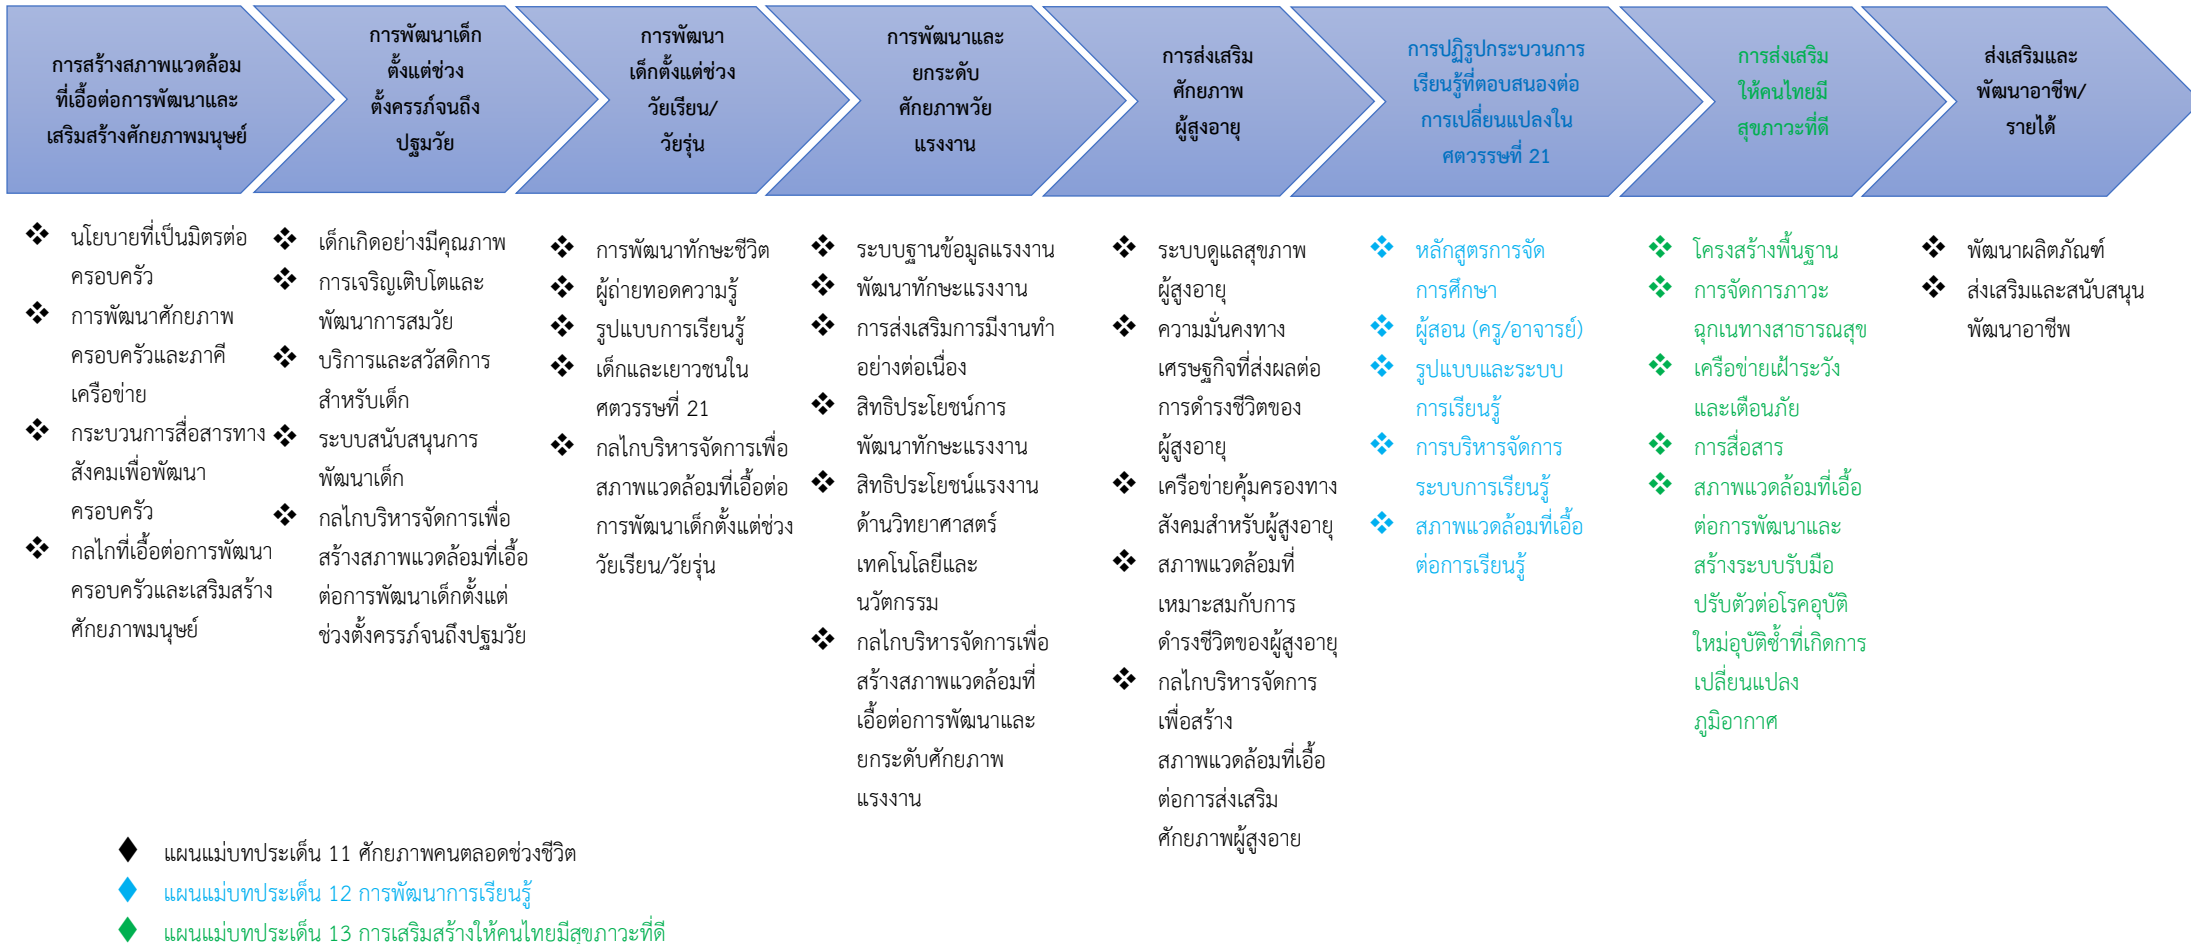 การสร้างสภาพแวดล้อม
ที่เอื้อต่อการพัฒนาและ
เสริมสร้างศักยภาพมนุษย์
การพัฒนาเด็ก
ตั้งแต่ช่วง
ตั้งครรภ์จนถึง
ปฐมวัย
การพัฒนา
เด็กตั้งแต่ช่วง
วัยเรียน/
วัยรุ่น
การพัฒนาและ
ยกระดับ
ศักยภาพวัย
แรงงาน
การส่งเสริม
ศักยภาพ
ผู้สูงอายุ
การปฏิรูปกระบวนการ
เรียนรู้ที่ตอบสนองต่อ
การเปลี่ยนแปลงใน
ศตวรรษที่ 21
การส่งเสริม
ให้คนไทยมี
สุขภาวะที่ดี
ส่งเสริมและ
พัฒนาอาชีพ/
รายได้
❖ นโยบายที่เป็นมิตรต่อ
ครอบครัว
❖ การพัฒนาศักยภาพ
ครอบครัวและภาคี
เครือข่าย
❖ กระบวนการสื่อสารทาง
สังคมเพื่อพัฒนา
ครอบครัว
❖ กลไกที่เอื้อต่อการพัฒนา
ครอบครัวและเสริมสร้าง
ศักยภาพมนุษย์
❖ เด็กเกิดอย่างมีคุณภาพ
❖ การเจริญเติบโตและ
พัฒนาการสมวัย
❖ บริการและสวัสดิการ
สำหรับเด็ก
❖ ระบบสนับสนุนการ
พัฒนาเด็ก
❖ กลไกบริหารจัดการเพื่อ
สร้างสภาพแวดล้อมที่เอื้อ
ต่อการพัฒนาเด็กตั้งแต่
ช่วงตั้งครรภ์จนถึงปฐมวัย
❖ การพัฒนาทักษะชีวิต
❖ ผู้ถ่ายทอดความรู้
❖ รูปแบบการเรียนรู้
❖ เด็กและเยาวชนใน
ศตวรรษที่ 21
❖ กลไกบริหารจัดการเพื่อ
สภาพแวดล้อมที่เอื้อต่อ
การพัฒนาเด็กตั้งแต่ช่วง
วัยเรียน/วัยรุ่น
❖ ระบบฐานข้อมูลแรงงาน
❖ พัฒนาทักษะแรงงาน
❖ การส่งเสริมการมีงานทำ
อย่างต่อเนื่อง
❖ สิทธิประโยชน์การ
พัฒนาทักษะแรงงาน
❖ สิทธิประโยชน์แรงงาน
ด้านวิทยาศาสตร์
เทคโนโลยีและ
นวัตกรรม
❖ กลไกบริหารจัดการเพื่อ
สร้างสภาพแวดล้อมที่
เอื้อต่อการพัฒนาและ
ยกระดับศักยภาพ
แรงงาน
❖ ระบบดูแลสุขภาพ
ผู้สูงอายุ
❖ ความมั่นคงทาง
เศรษฐกิจที่ส่งผลต่อ
การดำรงชีวิตของ
ผู้สูงอายุ
❖ เครือข่ายคุ้มครองทาง
สังคมสำหรับผู้สูงอายุ
❖ สภาพแวดล้อมที่
เหมาะสมกับการ
ดำรงชีวิตของผู้สูงอายุ
❖ กลไกบริหารจัดการ
เพื่อสร้าง
สภาพแวดล้อมที่เอื้อ
ต่อการส่งเสริม
ศักยภาพผู้สูงอาย
❖ หลักสูตรการจัด
การศึกษา
❖ ผู้สอน (ครู/อาจารย์)
❖ รูปแบบและระบบ
การเรียนรู้
❖ การบริหารจัดการ
ระบบการเรียนรู้
❖ สภาพแวดล้อมที่เอื้อ
ต่อการเรียนรู้
❖ โครงสร้างพื้นฐาน
❖ การจัดการภาวะ
ฉุกเนทางสาธารณสุข
❖ เครือข่ายเฝ้าระวัง
และเตือนภัย
❖ การสื่อสาร
❖ สภาพแวดล้อมที่เอื้อ
ต่อการพัฒนาและ
สร้างระบบรับมือ
ปรับตัวต่อโรคอุบัติ
ใหม่อุบัติซ้ำที่เกิดการ
เปลี่ยนแปลง
ภูมิอากาศ
❖ พัฒนาผลิตภัณฑ์
❖ ส่งเสริมและสนับสนุน
พัฒนาอาชีพ
♦ แผนแม่บทประเด็น 11 ศักยภาพคนตลอดช่วงชีวิต
♦ แผนแม่บทประเด็น 12 การพัฒนาการเรียนรู้
♦ แผนแม่บทประเด็น 13 การเสริมสร้างให้คนไทยมีสุขภาวะที่ดี